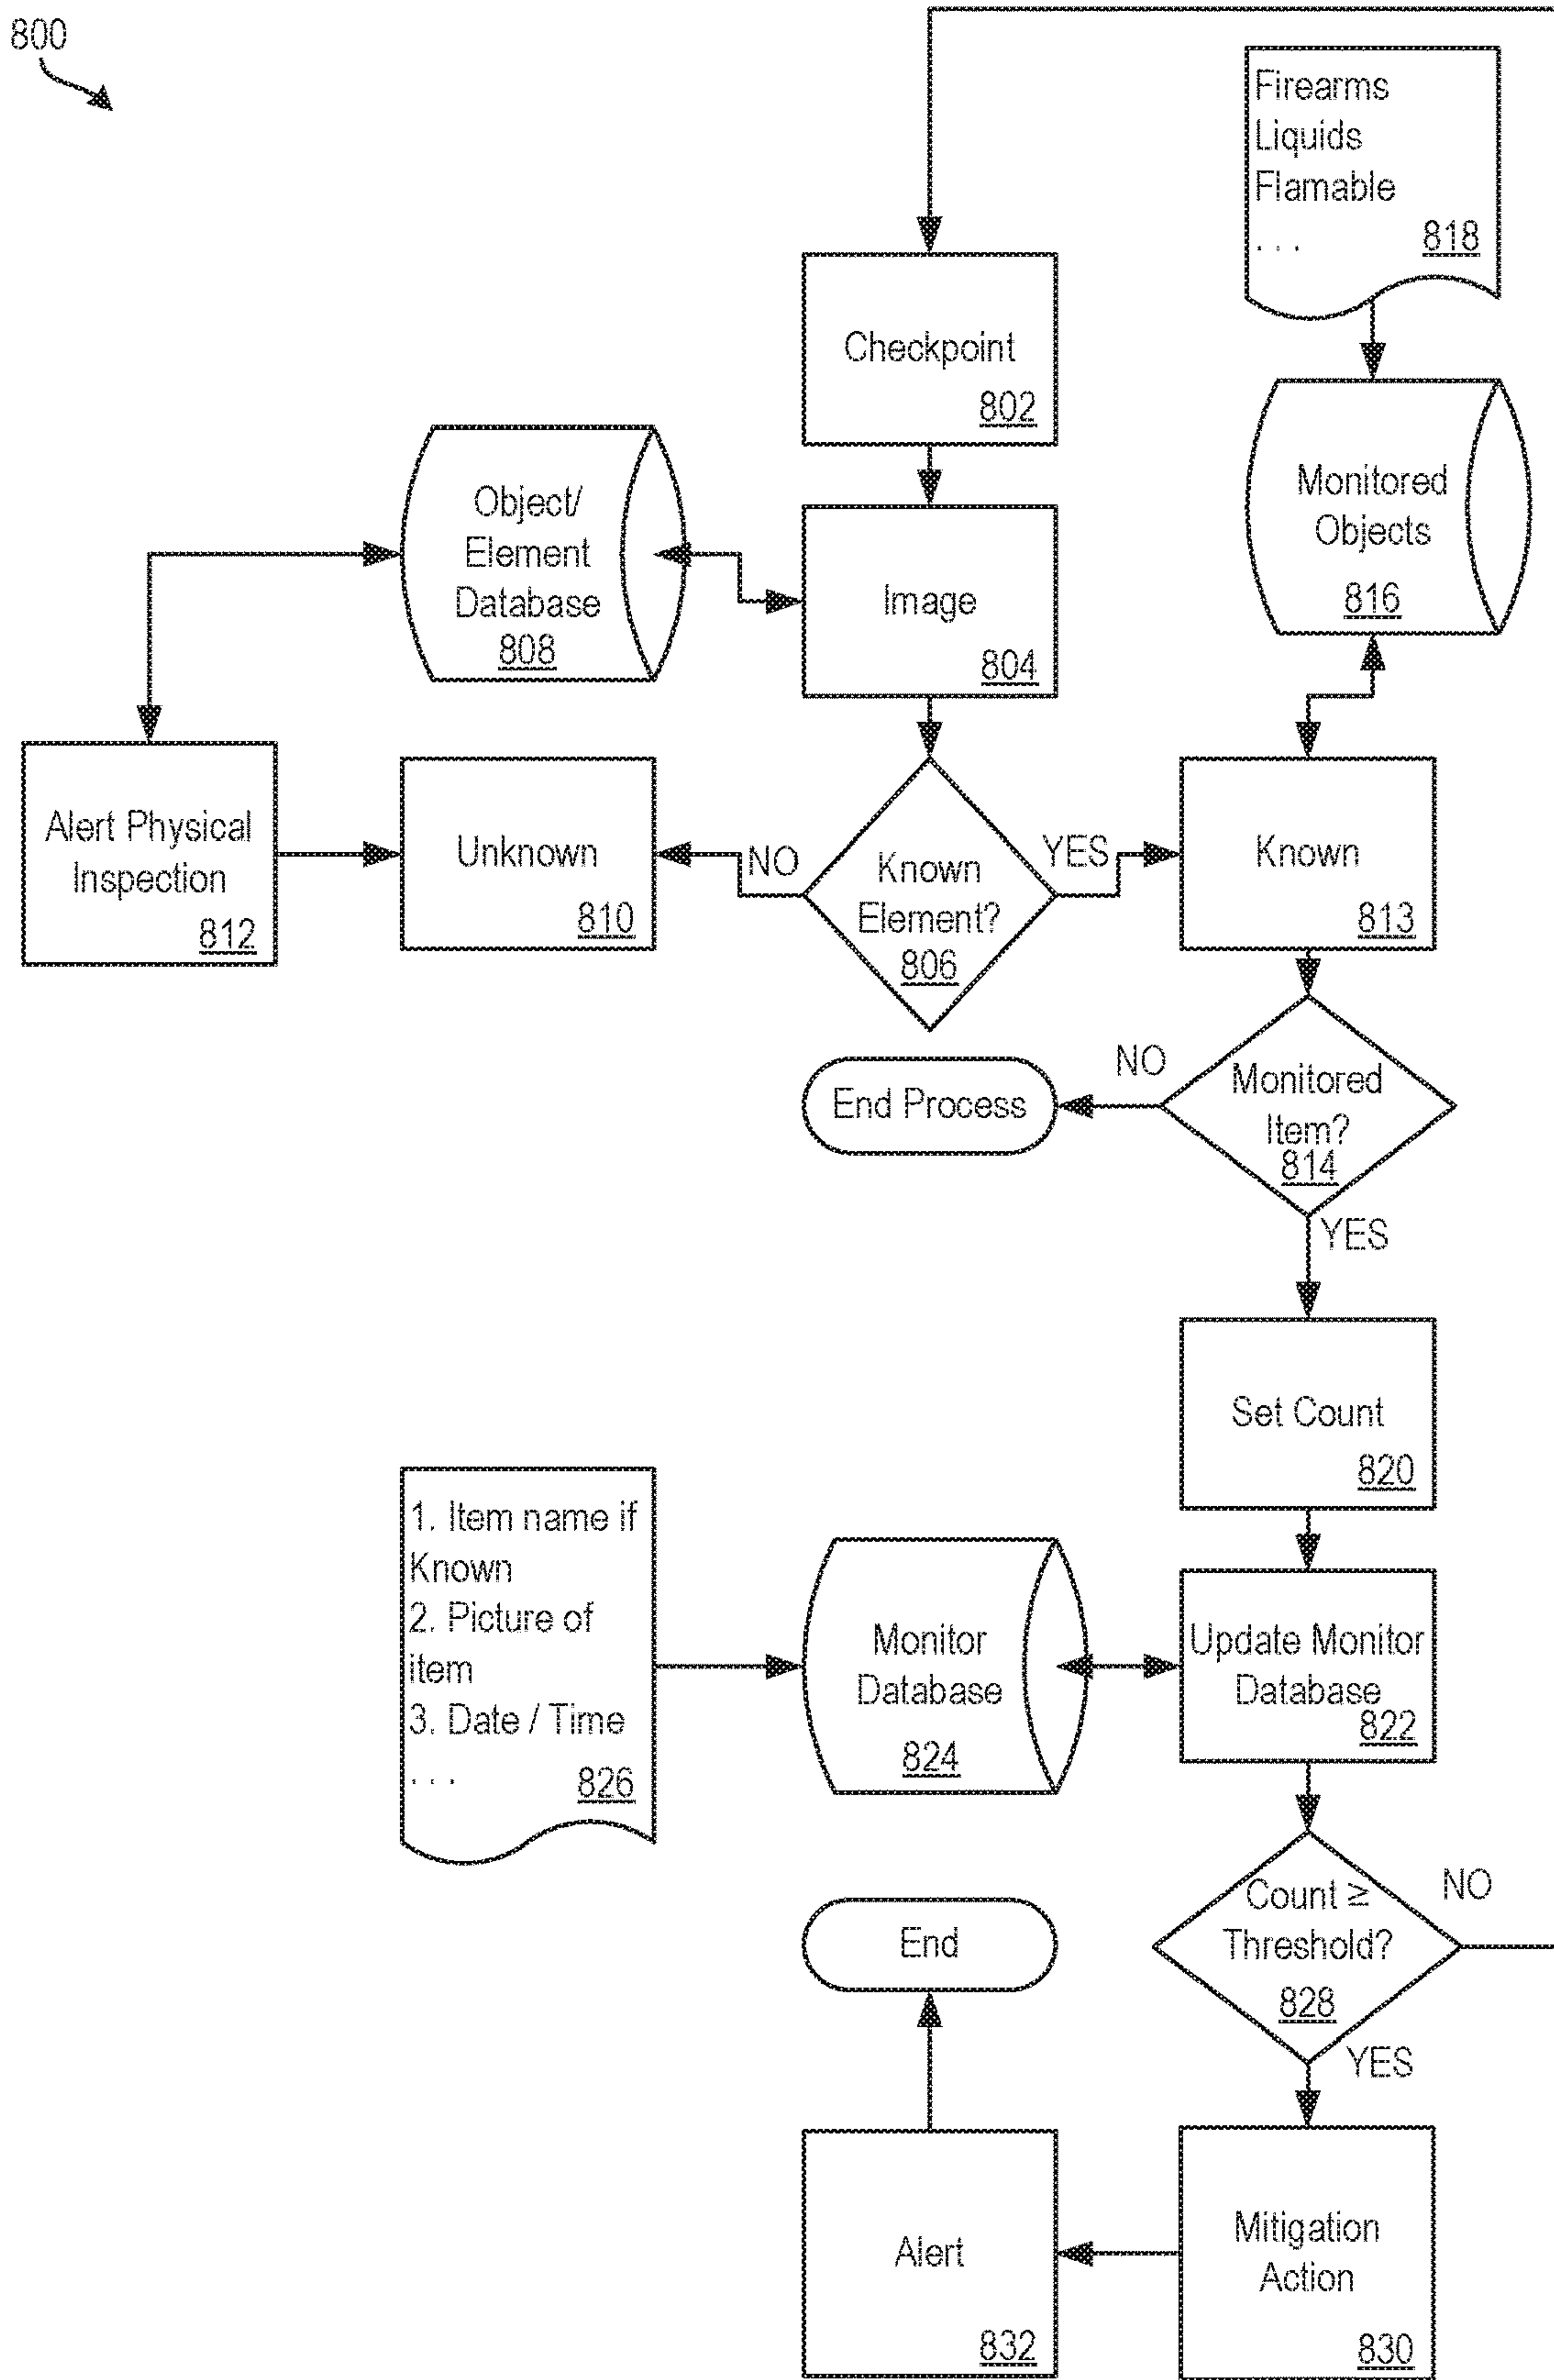 800
Firearms
Liquids
Flamable
. . . 818
Checkpoint
802
Object/
Element
Database
808
Image
804
Monitored
Objects
816
Alert Physical
Inspection
812
Unknown
810
NO
Known
Element?
806
YES
Known
813
End Process
NO
Monitored
Item?
814
YES
Set Count
820
1. Item name if
Known
2. Picture of
item
3. Date / Time
. . . 826
Monitor
Database
824
Update Monitor
Database
822
End
Count ≥
Threshold?
828
NO
YES
Alert
832
Mitigation
Action
830